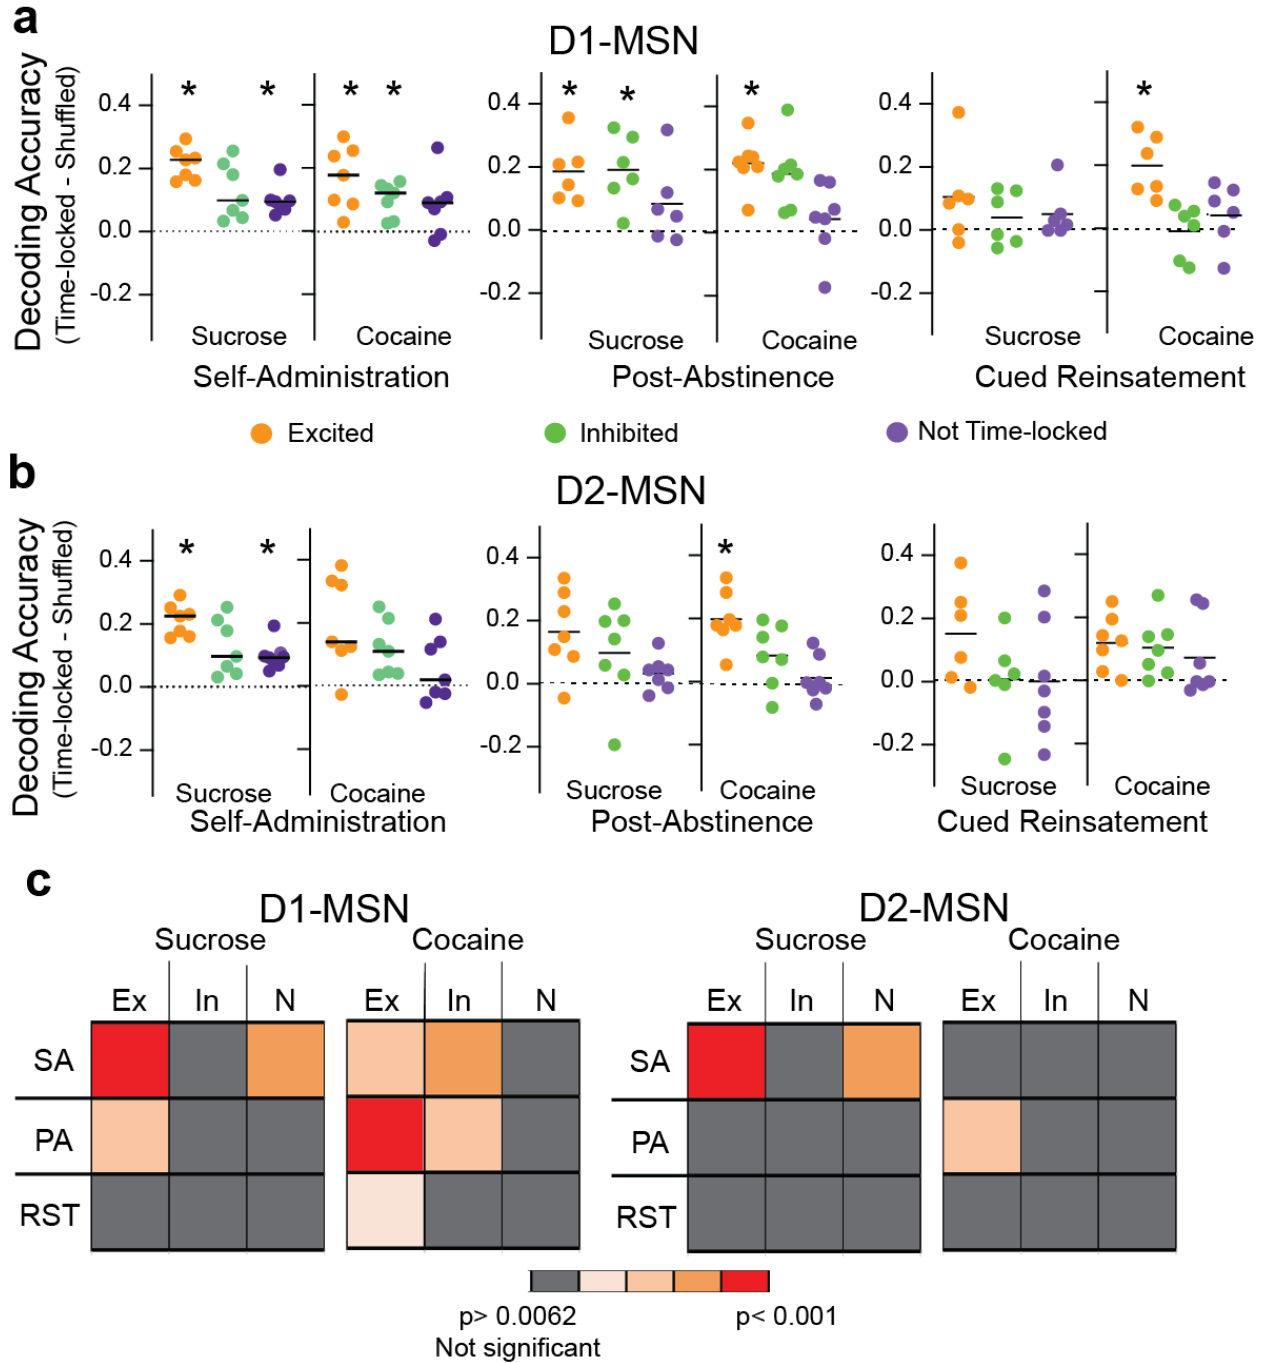 a
D1-MSN
Decoding Accuracy
(Time-locked - Shuffled)
* * * * * * * *
0.4 0.4 0.4
0.2 0.2 0.2
0.0 0.0 0.0
-0.2 -0.2 -0.2
Sucrose Cocaine Sucrose Cocaine Sucrose Cocaine
Self-Administration Post-Abstinence Cued Reinsatement
Excited Inhibited Not Time-locked
b
D2-MSN
Decoding Accuracy
(Time-locked - Shuffled)
* * *
0.4 0.4 0.4
0.2 0.2 0.2
0.0 0.0 0.0
-0.2 -0.2 -0.2
Sucrose Cocaine Sucrose Cocaine Sucrose Cocaine
Self-Administration Post-Abstinence Cued Reinsatement
c
D1-MSN D2-MSN
Sucrose Cocaine Sucrose Cocaine
Ex In N Ex In N Ex In N Ex In N
SA SA
PA PA
RST RST
p> 0.0062 p< 0.001
Not significant